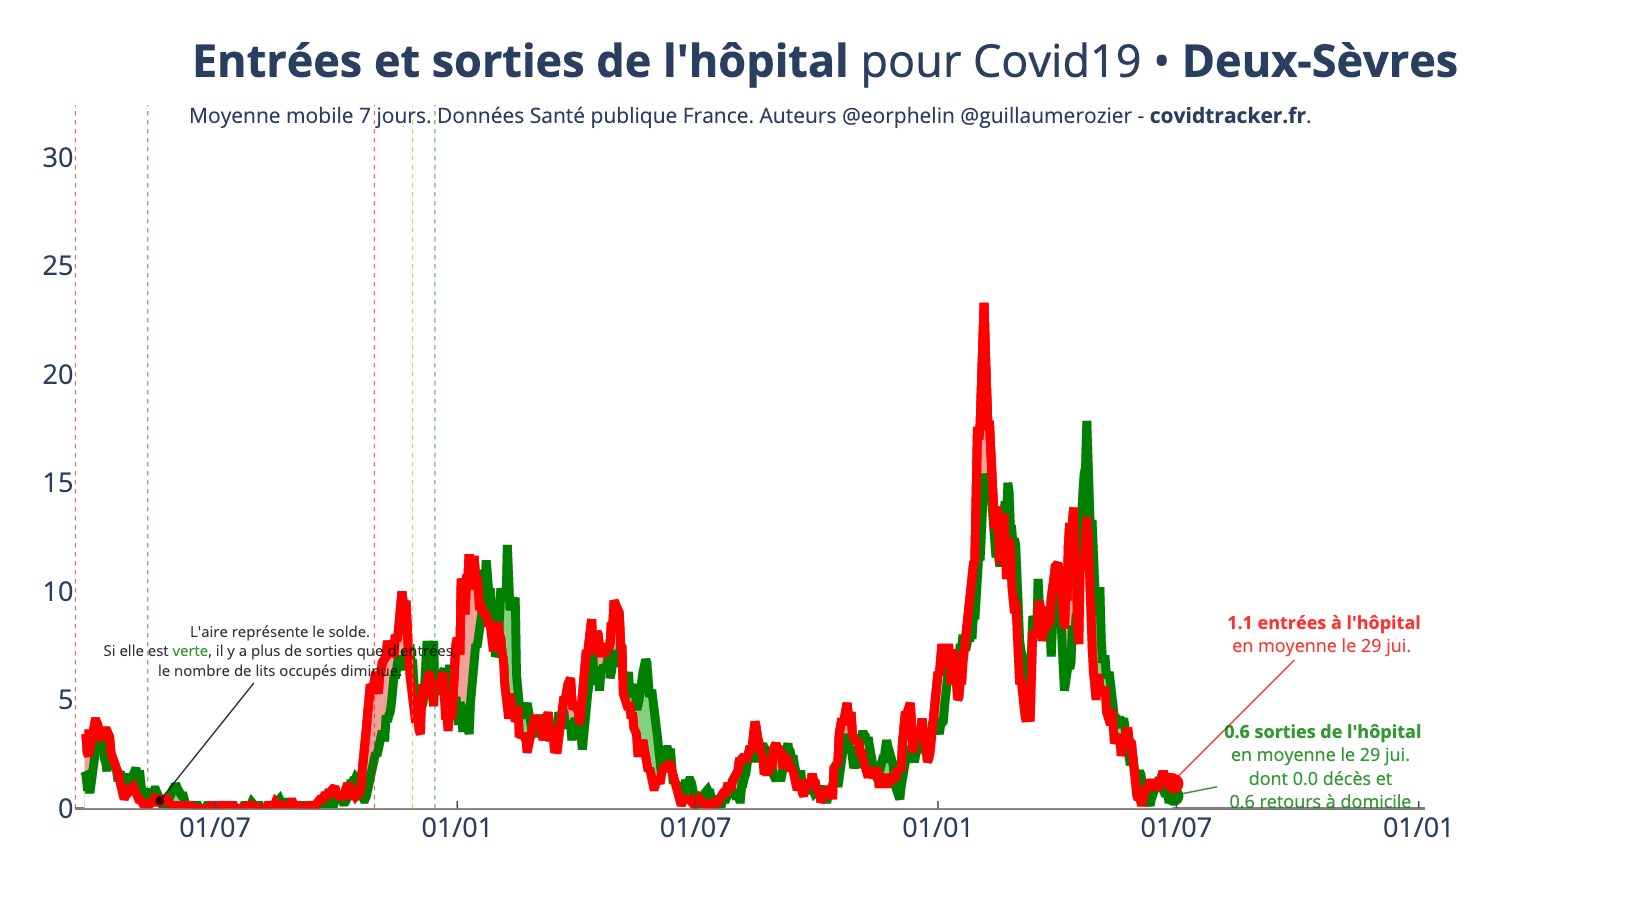 Entrées et sorties de l'hôpital pour Covid19 • Deux-Sèvres
Moyenne mobile 7 jours. Données Santé publique France. Auteurs @eorphelin @guillaumerozier - covidtracker.fr.
30
25
20
15
10
5
0
L'aire représente le solde.
Si elle est verte, il y a plus de sorties que d'entrées,
le nombre de lits occupés diminue.
1.1 entrées à l'hôpital
en moyenne le 29 jui.
0.6 sorties de l'hôpital
en moyenne le 29 jui.
dont 0.0 décès et
0.6 retours à domicile
01/07
01/01
01/07
01/01
01/07
01/01